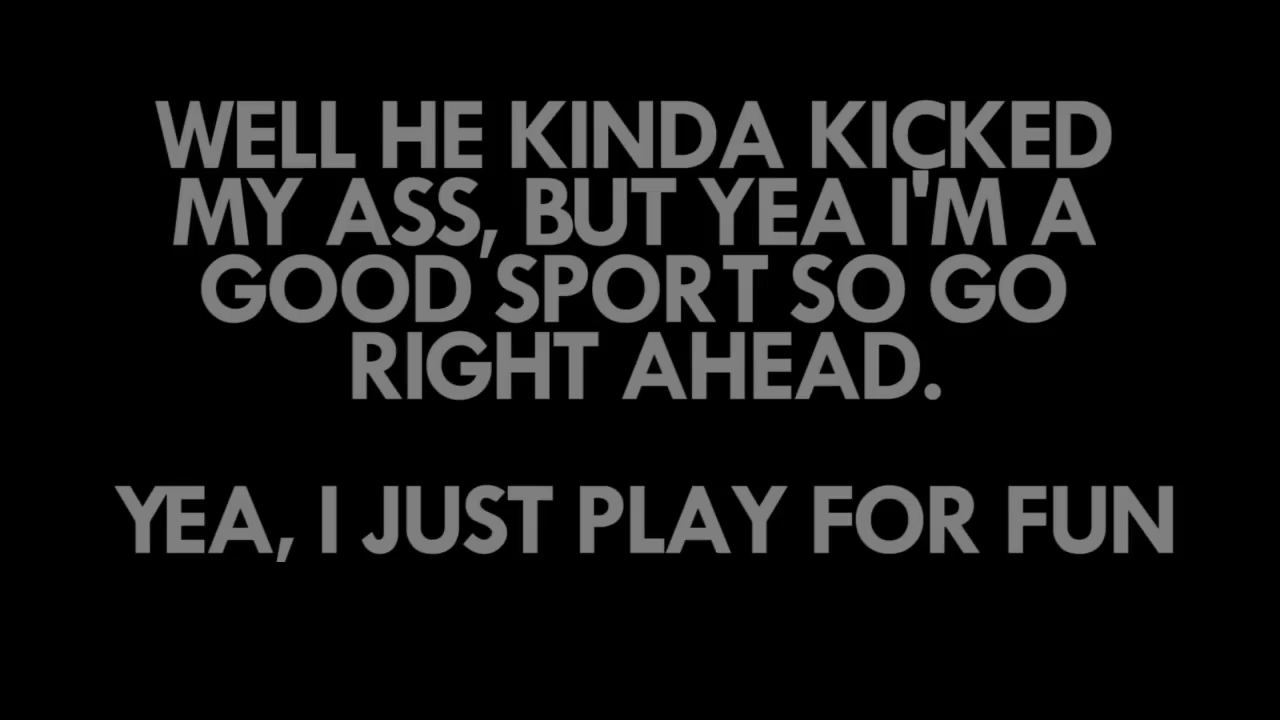 WELL HE KINDA KICKED
MY ASS, BUT YEA I'M A
GOOD SPORT SO GO
RIGHT AHEAD.
YEA, I JUST PLAY FOR FUN